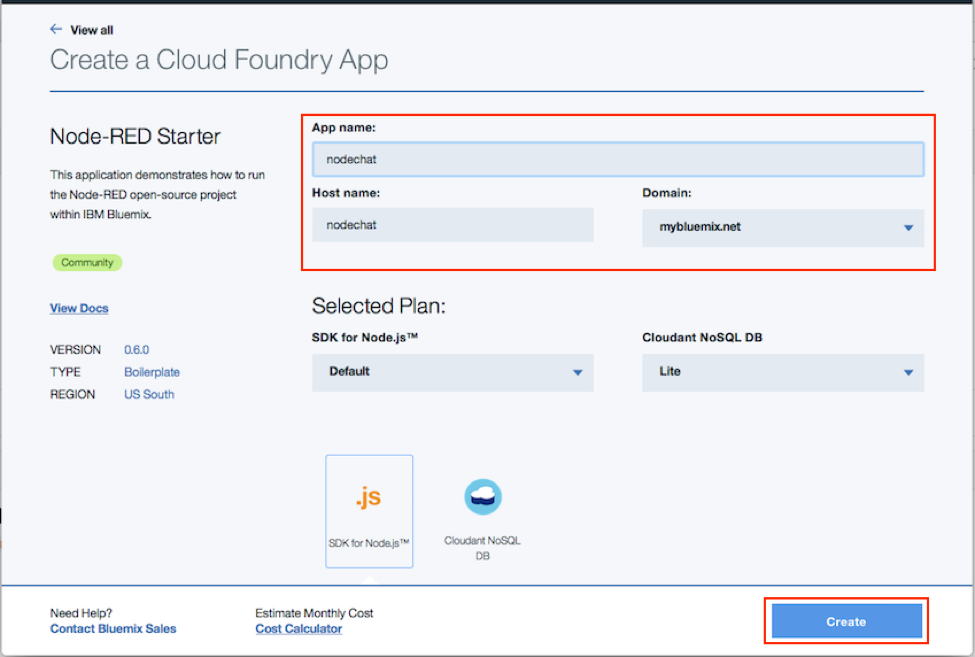 ← View all
Create a Cloud Foundry App
Node-RED Starter
This application demonstrates how to run
the Node-RED open-source project
within IBM Bluemix.
Community
View Docs
VERSION 0.6.0
TYPE Boilerplate
REGION US South
App name:
nodechat
Host name:
Domain:
nodechat
mybluemix.net
Selected Plan:
SDK for Node.js™
Cloudant NoSQL DB
Default
Lite
.js
SDK for Node.js™
Cloudant NoSQL
DB
Need Help?
Contact Bluemix Sales
Estimate Monthly Cost
Cost Calculator
Create